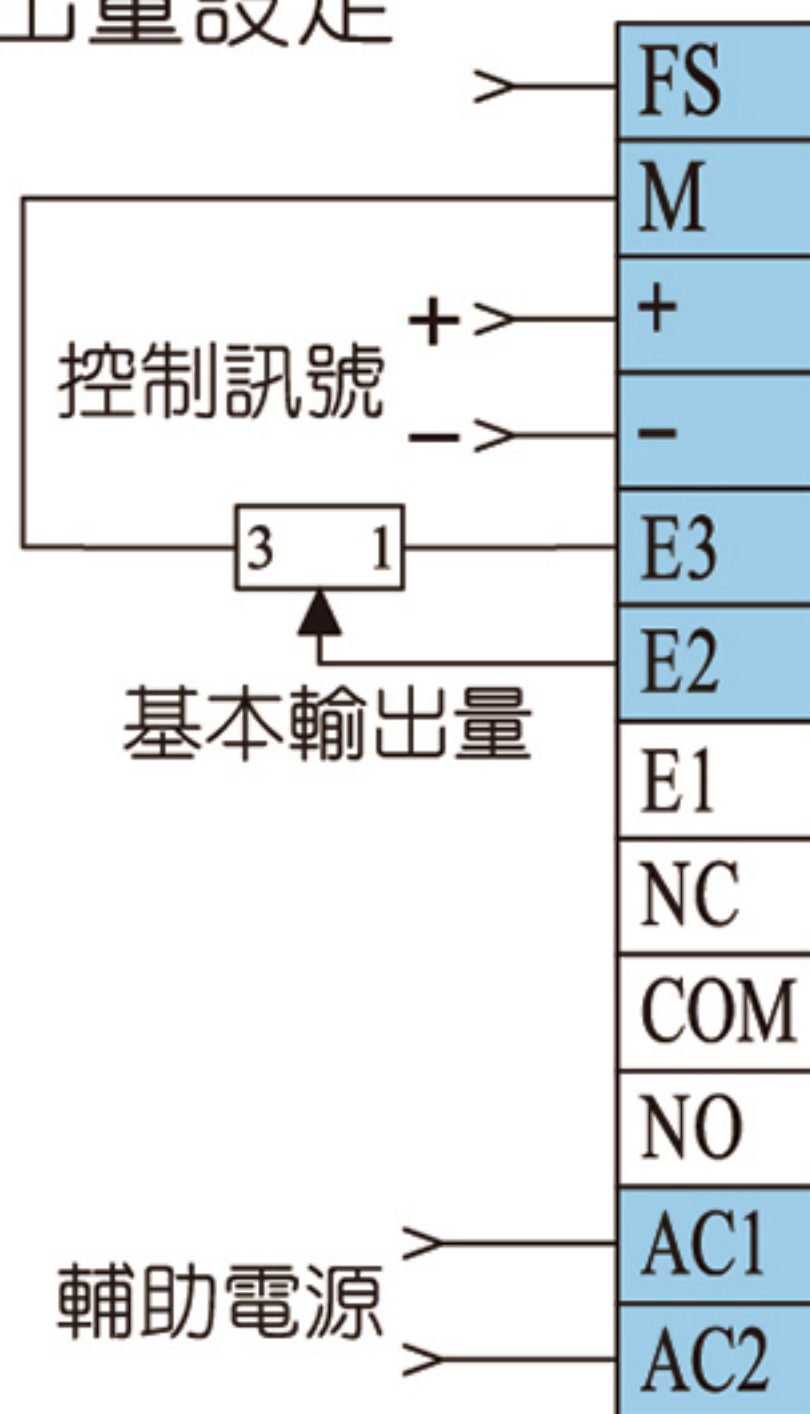 出量設定
FS
M
+ +
控制訊號
− −
3 1 E3
E2
基本輸出量
E1
NC
COM
NO
AC1
輔助電源
AC2